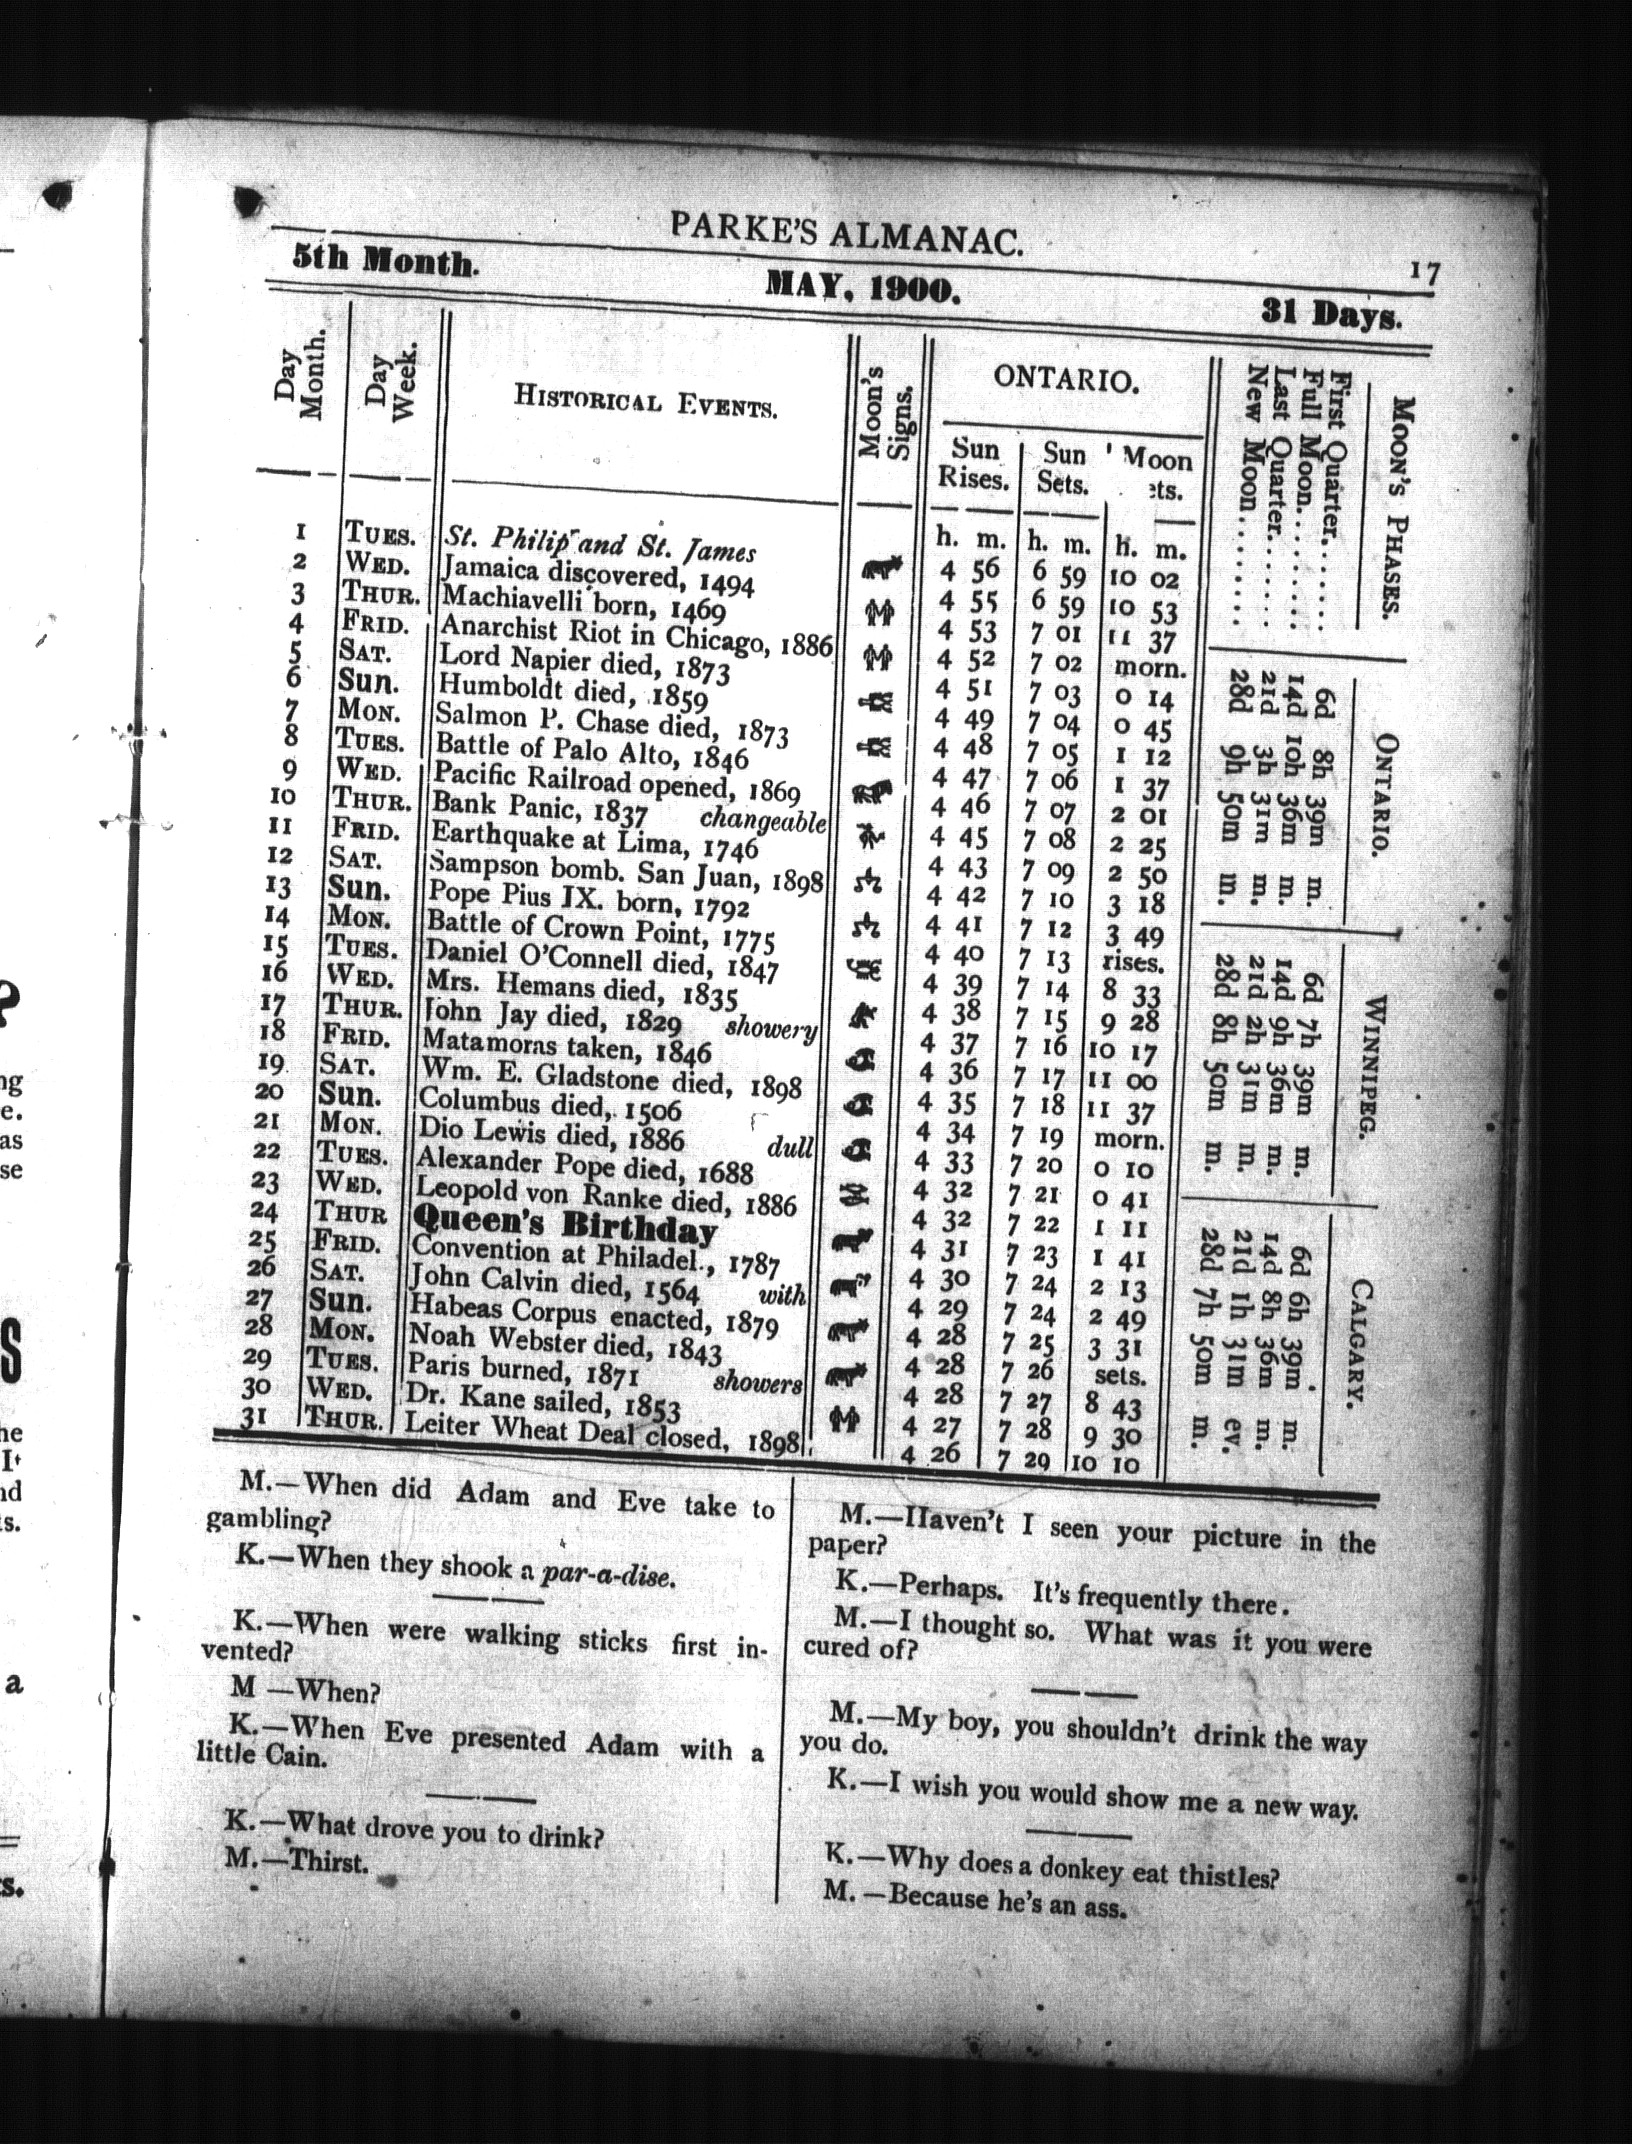 PARKE'S ALMANAC.
17
5th Month.
MAY, 1900.
31 Days.
Day Month.
Day Week.
HISTORICAL EVENTS.
Moon's Signs.
ONTARIO.
Sun Rises.
Sun Sets.
Moon ets.
h. m. h. m. h. m.
1 TUES. St. Philip and St. James 4 56 6 59 10 02
2 WED. Jamaica discovered, 1494 4 55 6 59 10 53
3 THUR. Machiavelli born, 1469 4 53 7 01 11 37
4 FRID. Anarchist Riot in Chicago, 1886 4 52 7 02 morn.
5 SAT. Lord Napier died, 1873 4 51 7 03 0 14
6 Sun. Humboldt died, 1859 4 49 7 04 0 45
7 MON. Salmon P. Chase died, 1873 4 48 7 05 1 12
8 TUES. Battle of Palo Alto, 1846 4 47 7 06 1 37
9 WED. Pacific Railroad opened, 1869 4 46 7 07 2 01
10 THUR. Bank Panic, 1837 changeable 4 45 7 08 2 25
11 FRID. Earthquake at Lima, 1746 4 43 7 09 2 50
12 SAT. Sampson bomb. San Juan, 1898 4 42 7 10 3 18
13 Sun. Pope Pius IX. born, 1792 4 41 7 12 3 49
14 MON. Battle of Crown Point, 1775 4 40 7 13 rises.
15 TUES. Daniel O'Connell died, 1847 4 39 7 14 8 33
16 WED. Mrs. Hemans died, 1835 4 38 7 15 9 28
17 THUR. John Jay died, 1829 showery 4 37 7 16 10 17
18 FRID. Matamoras taken, 1846 4 36 7 17 11 00
19 SAT. Wm. E. Gladstone died, 1898 4 35 7 18 11 37
20 Sun. Columbus died, 1506 4 34 7 19 morn.
21 MON. Dio Lewis died, 1886 dull 4 33 7 20 0 10
22 TUES. Alexander Pope died, 1688 4 32 7 21 0 41
23 WED. Leopold von Ranke died, 1886 4 32 7 22 1 11
24 THUR Queen's Birthday 4 31 7 23 1 41
25 FRID. Convention at Philadel., 1787 4 30 7 24 2 13
26 SAT. John Calvin died, 1564 with 4 29 7 24 2 49
27 Sun. Habeas Corpus enacted, 1879 4 28 7 25 3 31
28 MON. Noah Webster died, 1843 4 28 7 26 sets.
29 TUES. Paris burned, 1871 showers 4 28 7 27 8 43
30 WED. Dr. Kane sailed, 1853 4 27 7 28 9 30
31 THUR. Leiter Wheat Deal closed, 1898 4 26 7 29 10 10
MOON'S PHASES. ONTARIO. WINNIPEG. CALGARY.
First Quarter....... 6d 8h 39m m. 6d 7h 39m m. 6d 6h 39m m.
Full Moon......... 14d 10h 36m m. 14d 9h 36m m. 14d 8h 36m m.
Last Quarter....... 21d 3h 31m m. 21d 2h 31m m. 21d 1h 31m ev.
New Moon........ 28d 9h 50m m. 28d 8h 50m m. 28d 7h 50m m.
M.—When did Adam and Eve take to
gambling?
K.—When they shook a par-a-dise.
K.—When were walking sticks first in-
vented?
M —When?
K.—When Eve presented Adam with a
little Cain.
K.—What drove you to drink?
M.—Thirst.
M.—Haven't I seen your picture in the
paper?
K.—Perhaps. It's frequently there.
M.—I thought so. What was it you were
cured of?
M.—My boy, you shouldn't drink the way
you do.
K.—I wish you would show me a new way.
K.—Why does a donkey eat thistles?
M.—Because he's an ass.